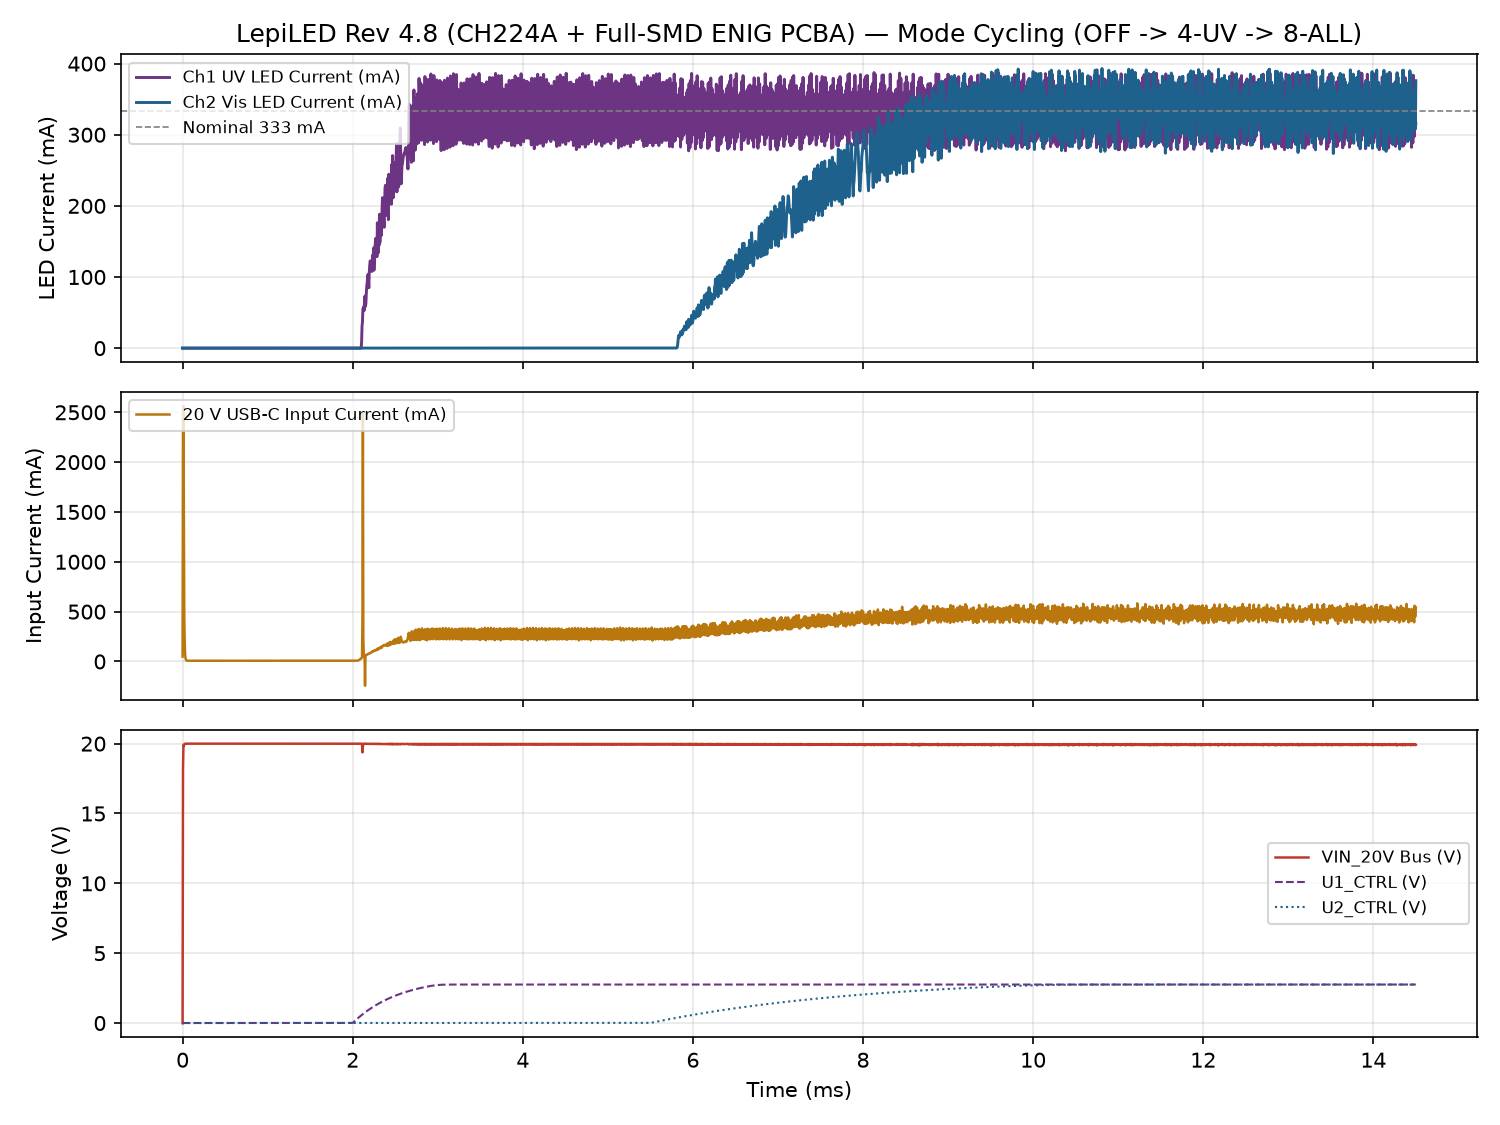 LepiLED Rev 4.8 (CH224A + Full-SMD ENIG PCBA) — Mode Cycling (OFF -> 4-UV -> 8-ALL)
LED Current (mA)
400
300
200
100
0
Ch1 UV LED Current (mA)
Ch2 Vis LED Current (mA)
Nominal 333 mA
Input Current (mA)
2500
2000
1500
1000
500
0
20 V USB-C Input Current (mA)
Voltage (V)
20
15
10
5
0
VIN_20V Bus (V)
U1_CTRL (V)
U2_CTRL (V)
0 2 4 6 8 10 12 14
Time (ms)